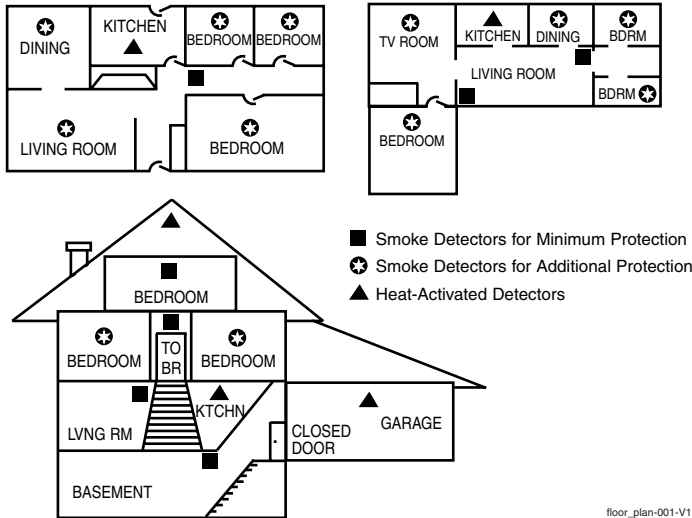 DINING
KITCHEN
BEDROOM
BEDROOM
LIVING ROOM
BEDROOM
TV ROOM
KITCHEN
DINING
BDRM
LIVING ROOM
BDRM
BEDROOM
Smoke Detectors for Minimum Protection
Smoke Detectors for Additional Protection
Heat-Activated Detectors
BEDROOM
BEDROOM
TO
BR
BEDROOM
LVNG RM
KTCHN
CLOSED
DOOR
GARAGE
BASEMENT
floor_plan-001-V1